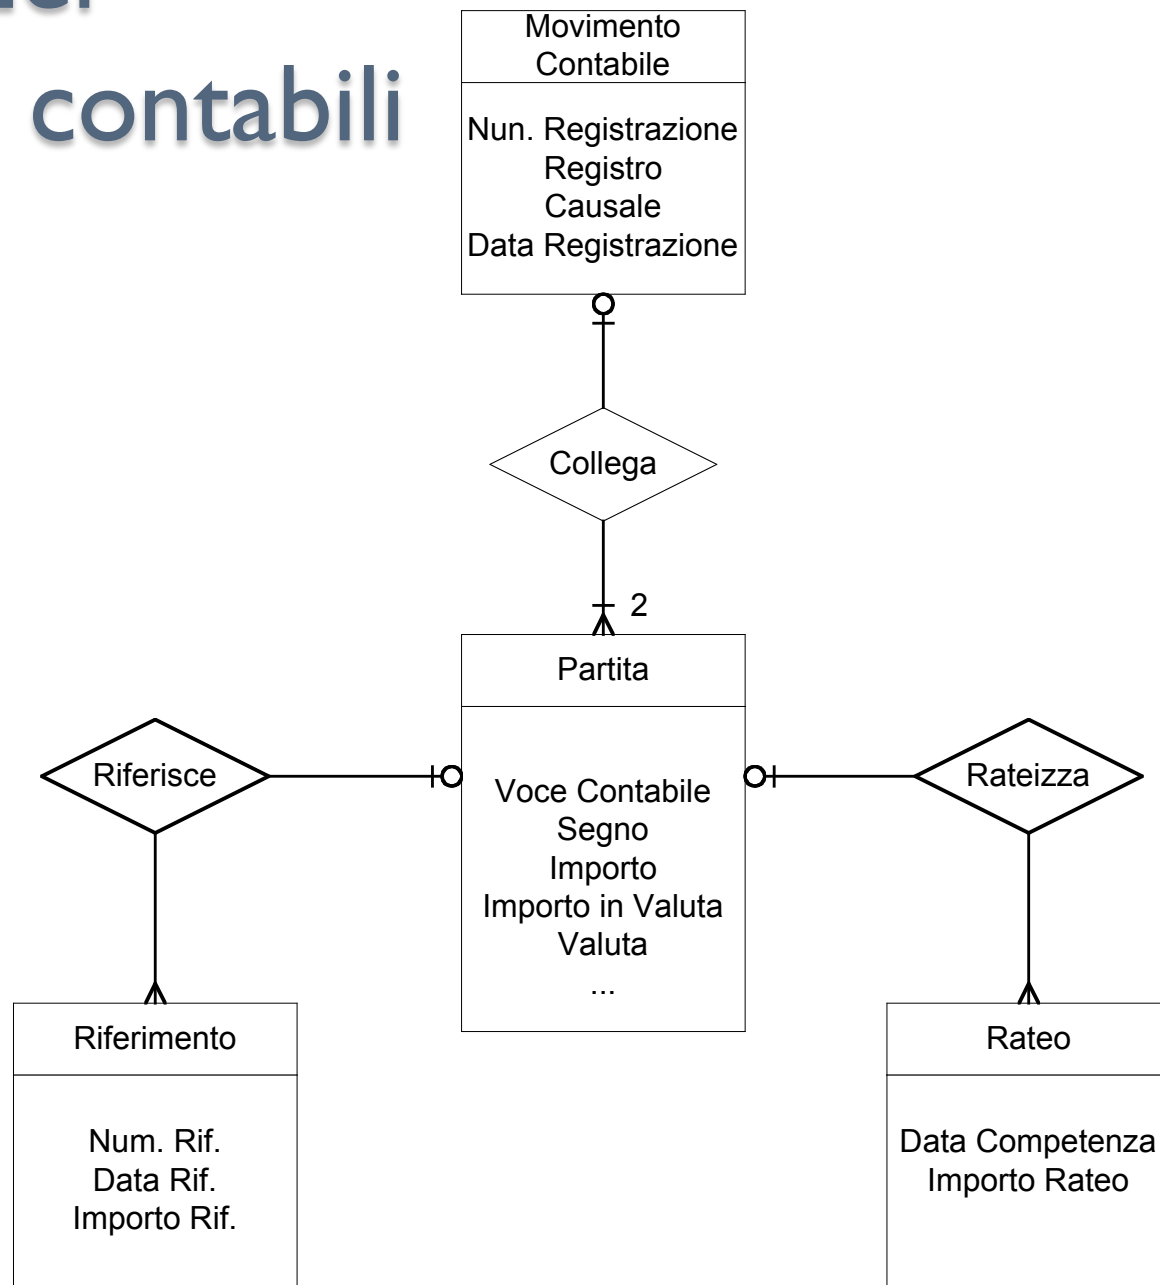 contabili
Movimento
Contabile
Nun. Registrazione
Registro
Causale
Data Registrazione
Collega
2
Partita
Voce Contabile
Segno
Importo
Importo in Valuta
Valuta
...
Riferisce
Rateizza
Riferimento
Num. Rif.
Data Rif.
Importo Rif.
Rateo
Data Competenza
Importo Rateo